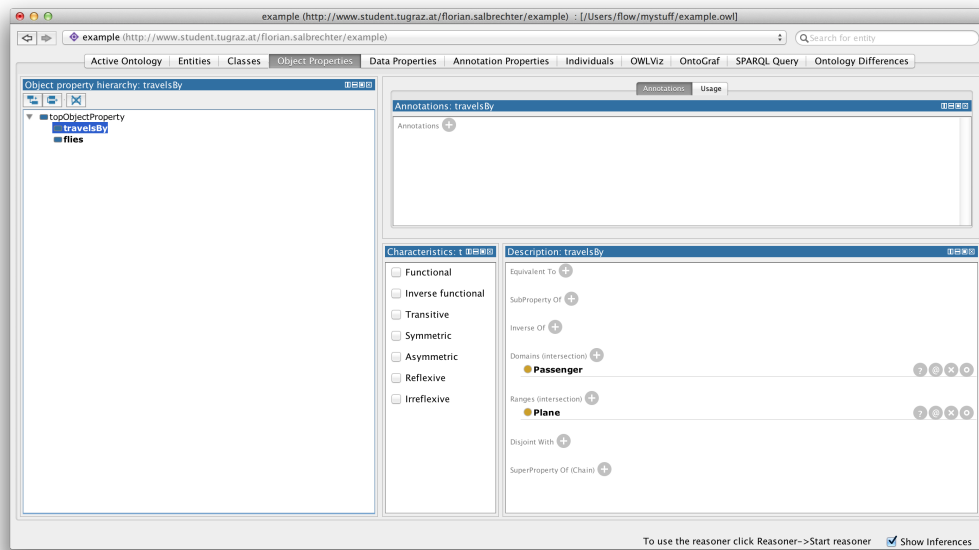 example (http://www.student.tugraz.at/florian.salbrechter/example) : [/Users/flow/mystuff/example.owl]
example (http://www.student.tugraz.at/florian.salbrechter/example)
Search for entity
Active Ontology Entities Classes Object Properties Data Properties Annotation Properties Individuals OWLViz OntoGraf SPARQL Query Ontology Differences
Object property hierarchy: travelsBy
topObjectProperty
travelsBy
flies
Annotations Usage
Annotations: travelsBy
Annotations
Characteristics: t
Functional
Inverse functional
Transitive
Symmetric
Asymmetric
Reflexive
Irreflexive
Description: travelsBy
Equivalent To
SubProperty Of
Inverse Of
Domains (intersection)
Passenger
Ranges (intersection)
Plane
Disjoint With
SuperProperty Of (Chain)
To use the reasoner click Reasoner->Start reasoner Show Inferences